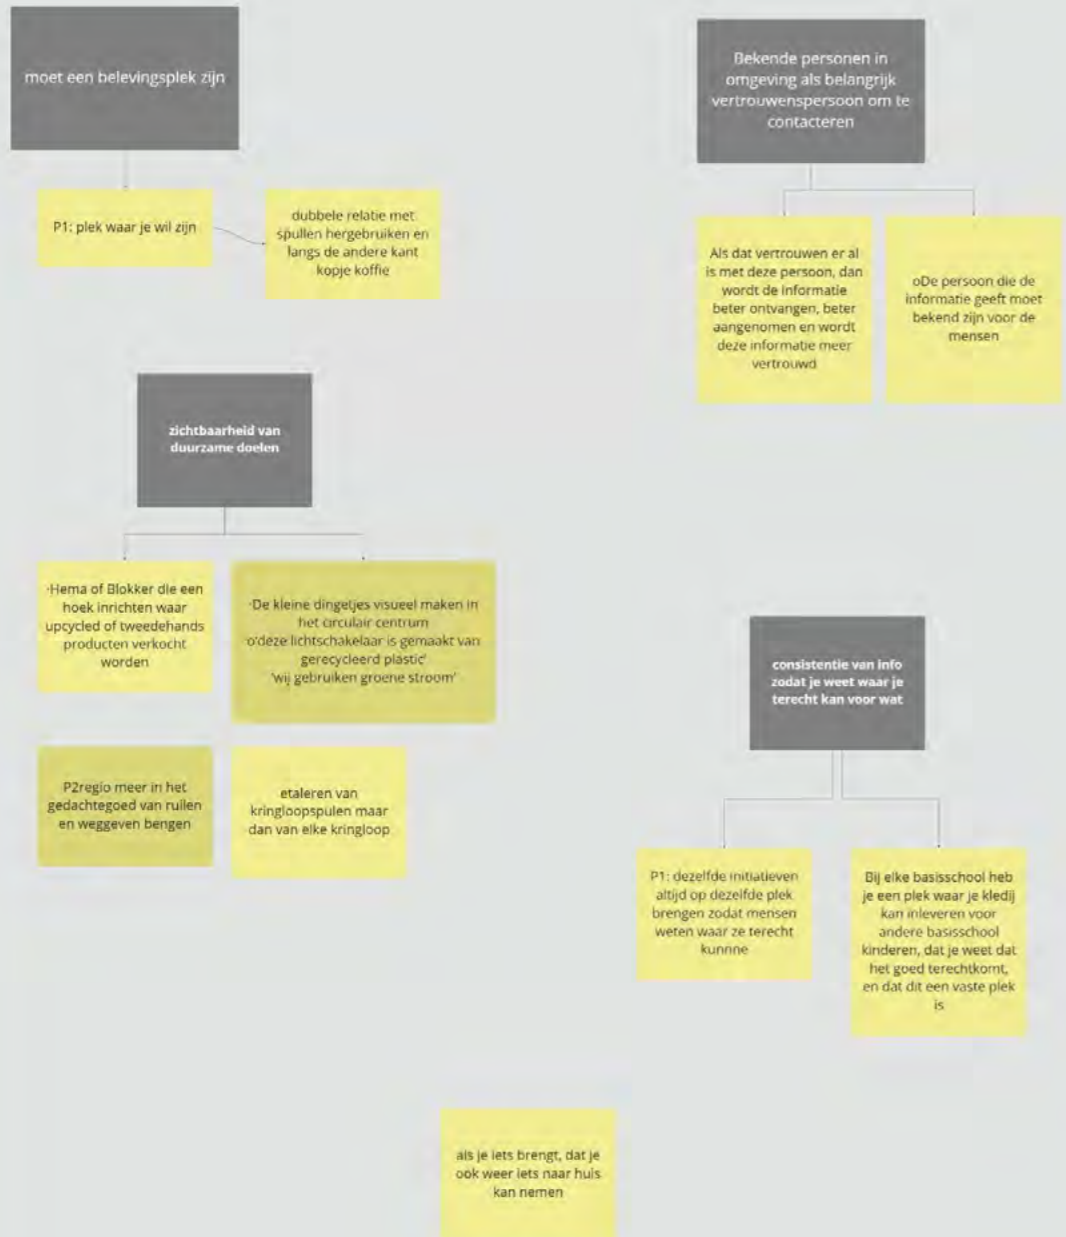 moet een belevingsplek zijn
P1: plek waar je wil zijn
dubbele relatie met
spullen hergebruiken en
langs de andere kant
kopje koffie
Bekende personen in
omgeving als belangrijk
vertrouwenspersoon om te
contacteren
Als dat vertrouwen er al
is met deze persoon, dan
wordt de informatie
beter ontvangen, beter
aangenomen en wordt
deze informatie meer
vertrouwd
oDe persoon die de
informatie geeft moet
bekend zijn voor de
mensen
zichtbaarheid van
duurzame doelen
·Hema of Blokker die een
hoek inrichten waar
upcycled of tweedehands
producten verkocht
worden
·De kleine dingetjes visueel maken in
het circulair centrum
o'deze lichtschakelaar is gemaakt van
gerecycleerd plastic'
'wij gebruiken groene stroom'
P2regio meer in het
gedachtegoed van ruilen
en weggeven bengen
etaleren van
kringloopspulen maar
dan van elke kringloop
consistentie van info
zodat je weet waar je
terecht kan voor wat
P1: dezelfde initiatieven
altijd op dezelfde plek
brengen zodat mensen
weten waar ze terecht
kunnne
Bij elke basisschool heb
je een plek waar je kledij
kan inleveren voor
andere basisschool
kinderen, dat je weet dat
het goed terechtkomt,
en dat dit een vaste plek
is
als je iets brengt, dat je
ook weer iets naar huis
kan nemen